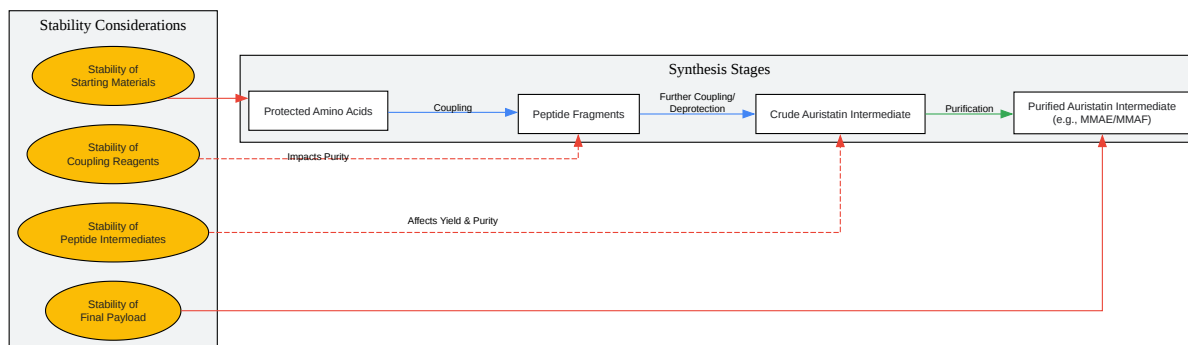 Stability Considerations
Stability of
Starting Materials
Stability of
Coupling Reagents
Stability of
Peptide Intermediates
Stability of
Final Payload
Synthesis Stages
Protected Amino Acids
Coupling
Peptide Fragments
Further Coupling/
Deprotection
Crude Auristatin Intermediate
Purification
Purified Auristatin Intermediate
(e.g., MMAE/MMAF)
Impacts Purity
Affects Yield & Purity